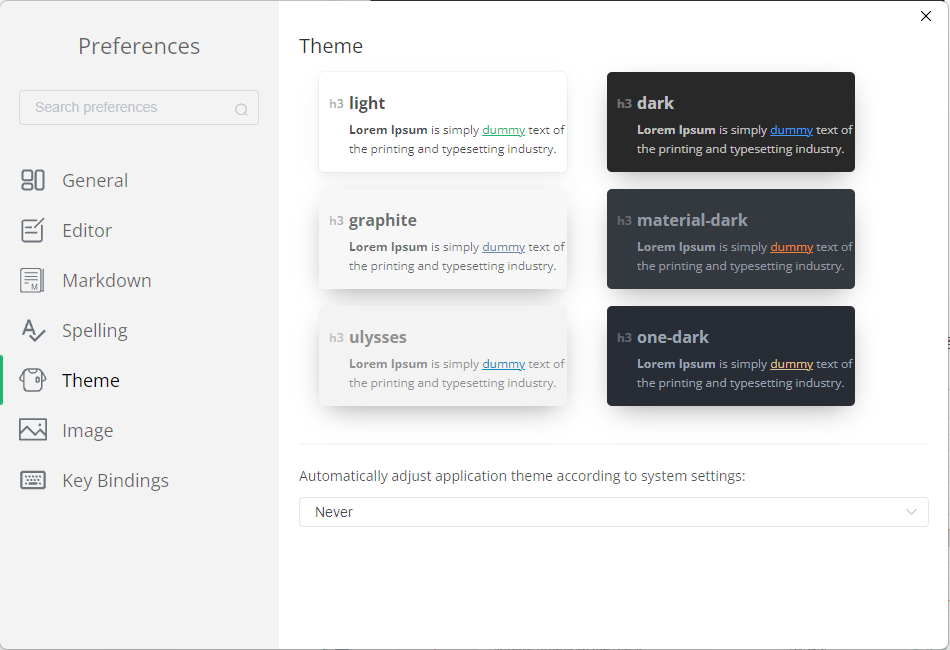 Preferences
Search preferences
General
Editor
Markdown
Spelling
Theme
Image
Key Bindings
Theme
h3 light
Lorem Ipsum is simply dummy text of
the printing and typesetting industry.
h3 dark
Lorem Ipsum is simply dummy text of
the printing and typesetting industry.
h3 graphite
Lorem Ipsum is simply dummy text of
the printing and typesetting industry.
h3 material-dark
Lorem Ipsum is simply dummy text of
the printing and typesetting industry.
h3 ulysses
Lorem Ipsum is simply dummy text of
the printing and typesetting industry.
h3 one-dark
Lorem Ipsum is simply dummy text of
the printing and typesetting industry.
Automatically adjust application theme according to system settings:
Never